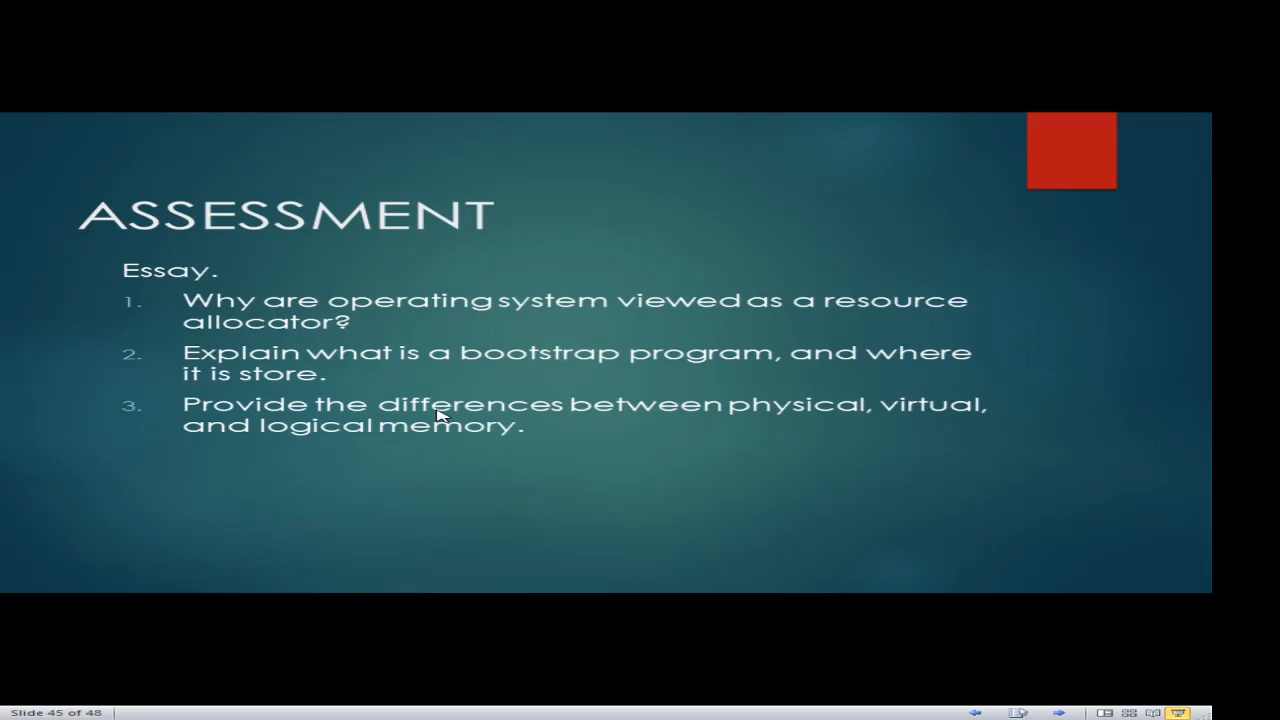 ASSESSMENT
Essay.
1. Why are operating system viewed as a resource
allocator?
2. Explain what is a bootstrap program, and where
it is store.
3. Provide the differences between physical, virtual,
and logical memory.
Slide 45 of 48